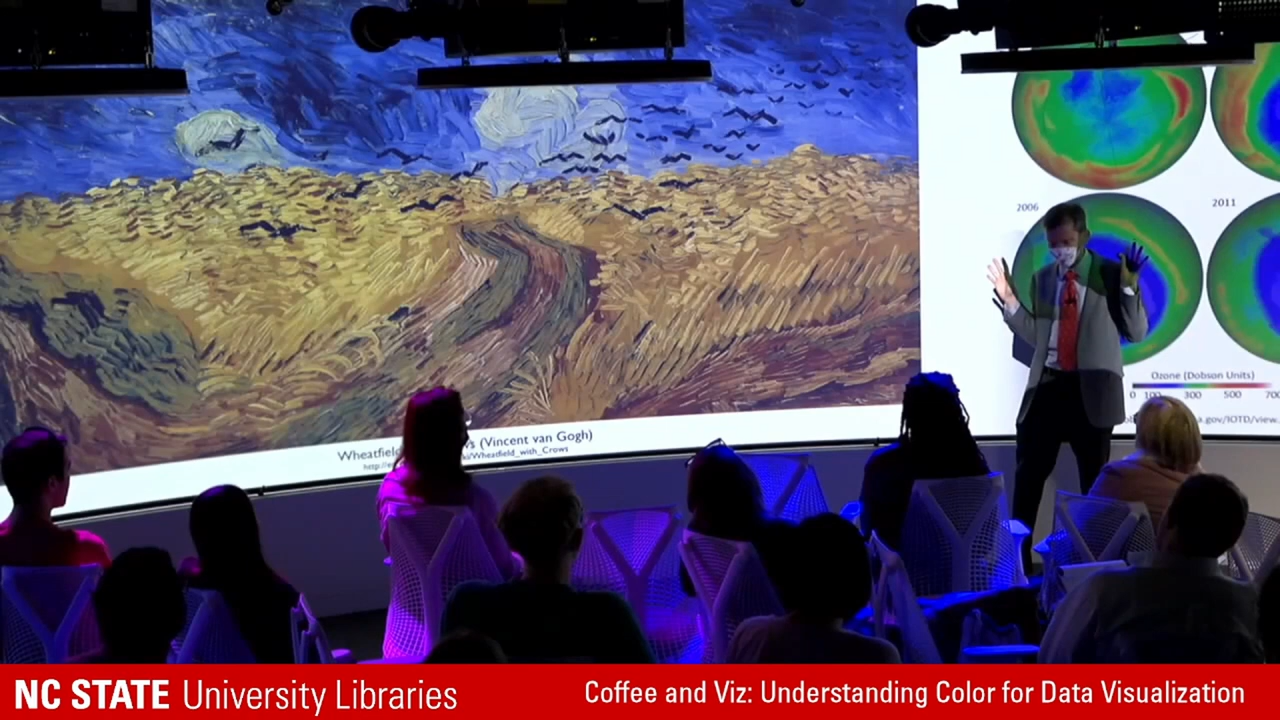 2006
2011
Wheatfield
s (Vincent van Gogh)
/Wheatfield_with_Crows
Ozone (Dobson Units)
0 100 300 500 700
a.gov/IOTD/view.
NC STATE University Libraries
Coffee and Viz: Understanding Color for Data Visualization